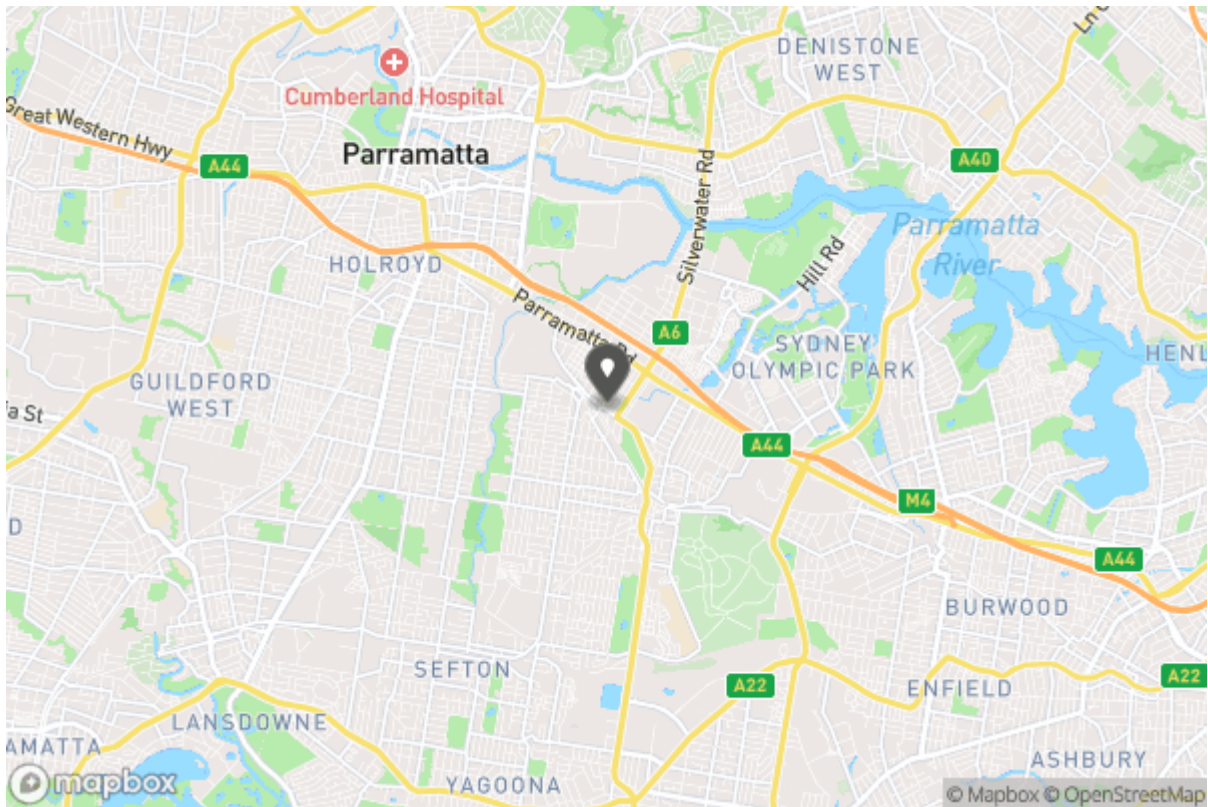 DENISTONE
WEST
Ln C
Cumberland Hospital
Great Western Hwy
Parramatta
A44
A40
Silverwater Rd
Parramatta
River
Hill Rd
HOLROYD
Parramatta Rd
A6
SYDNEY
OLYMPIC PARK
HENL
GUILDFORD
WEST
a St
A44
M4
D
A44
BURWOOD
SEFTON
A22
ENFIELD
A22
LANSDOWNE
AMATTA
ASHBURY
YAGOONA
mapbox
© Mapbox © OpenStreetMap